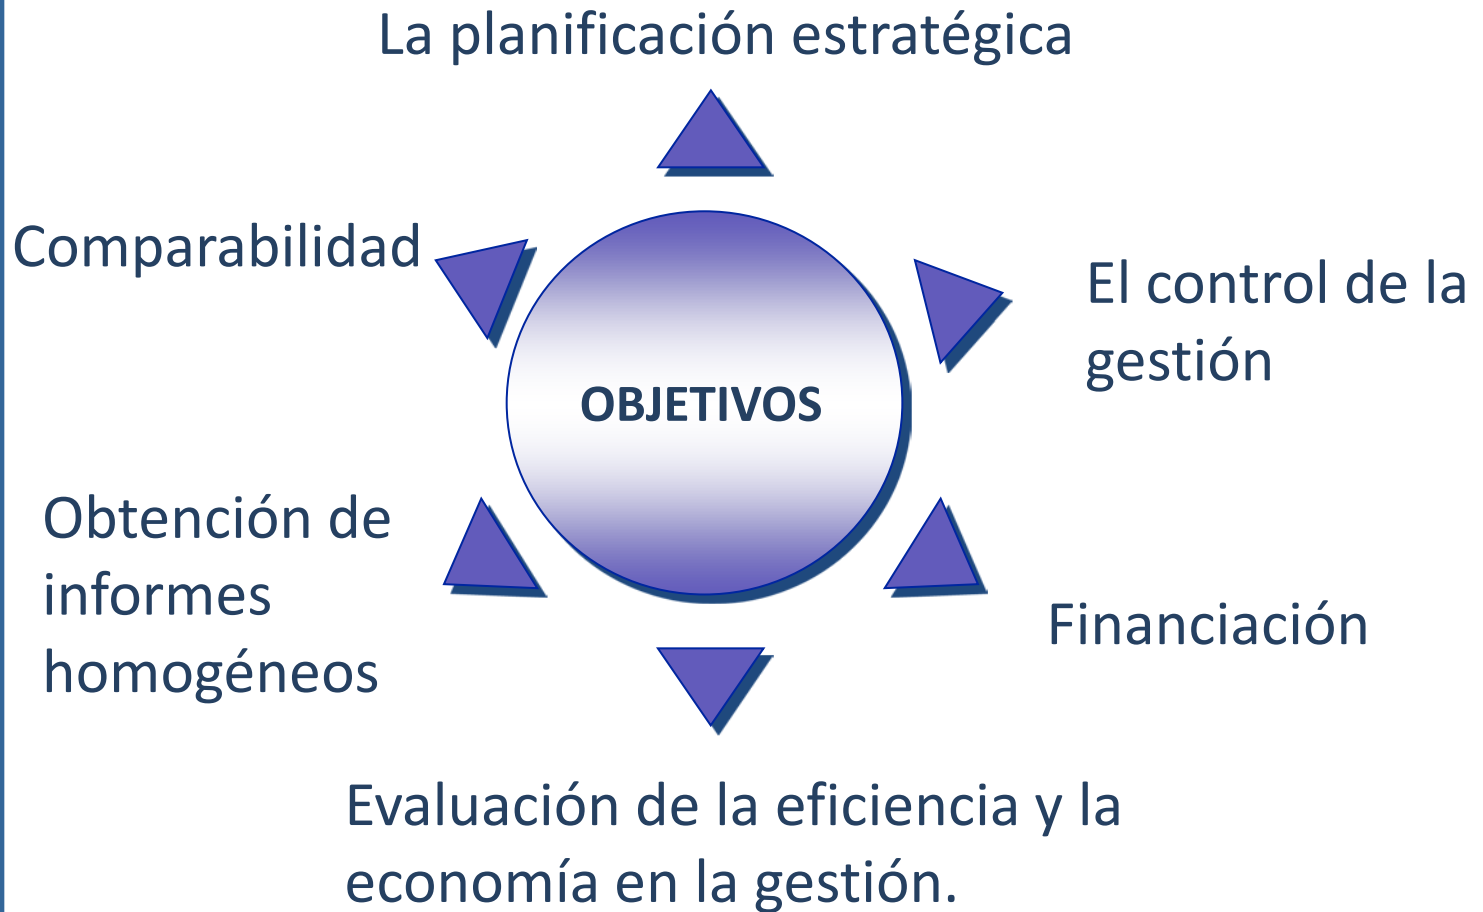 La planificación estratégica
Comparabilidad
El control de la
gestión
OBJETIVOS
Obtención de
informes
homogéneos
Financiación
Evaluación de la eficiencia y la
economía en la gestión.